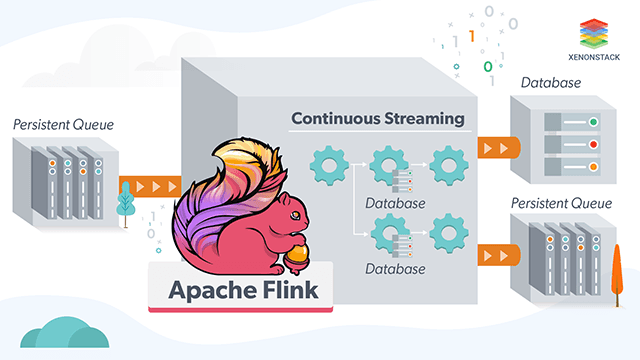 XENONSTACK
Persistent Queue
Continuous Streaming
Database
Database
Apache Flink
Database
Persistent Queue